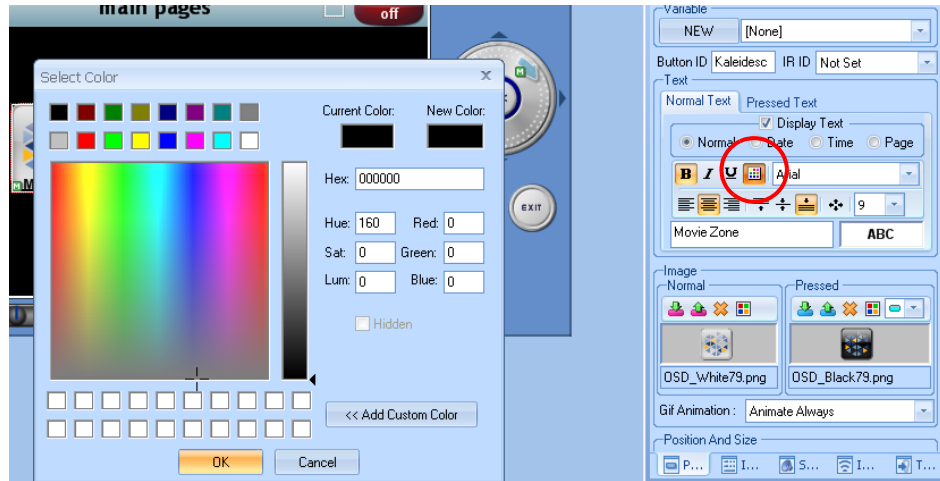 main pages
off
EXIT
Select Color
x
Current Color:
New Color:
Hex: 000000
Hue: 160
Red: 0
Sat: 0
Green: 0
Lum: 0
Blue: 0
Hidden
<< Add Custom Color
OK
Cancel
Variable
NEW
[None]
Button ID
Kaleidesc
IR ID
Not Set
Text
Normal Text
Pressed Text
Display Text
Normal
Date
Time
Page
B I U
Arial
9
Movie Zone
ABC
Image
Normal
Pressed
OSD_White79.png
OSD_Black79.png
Gif Animation :
Animate Always
Position And Size
P...
I...
S...
I...
T...